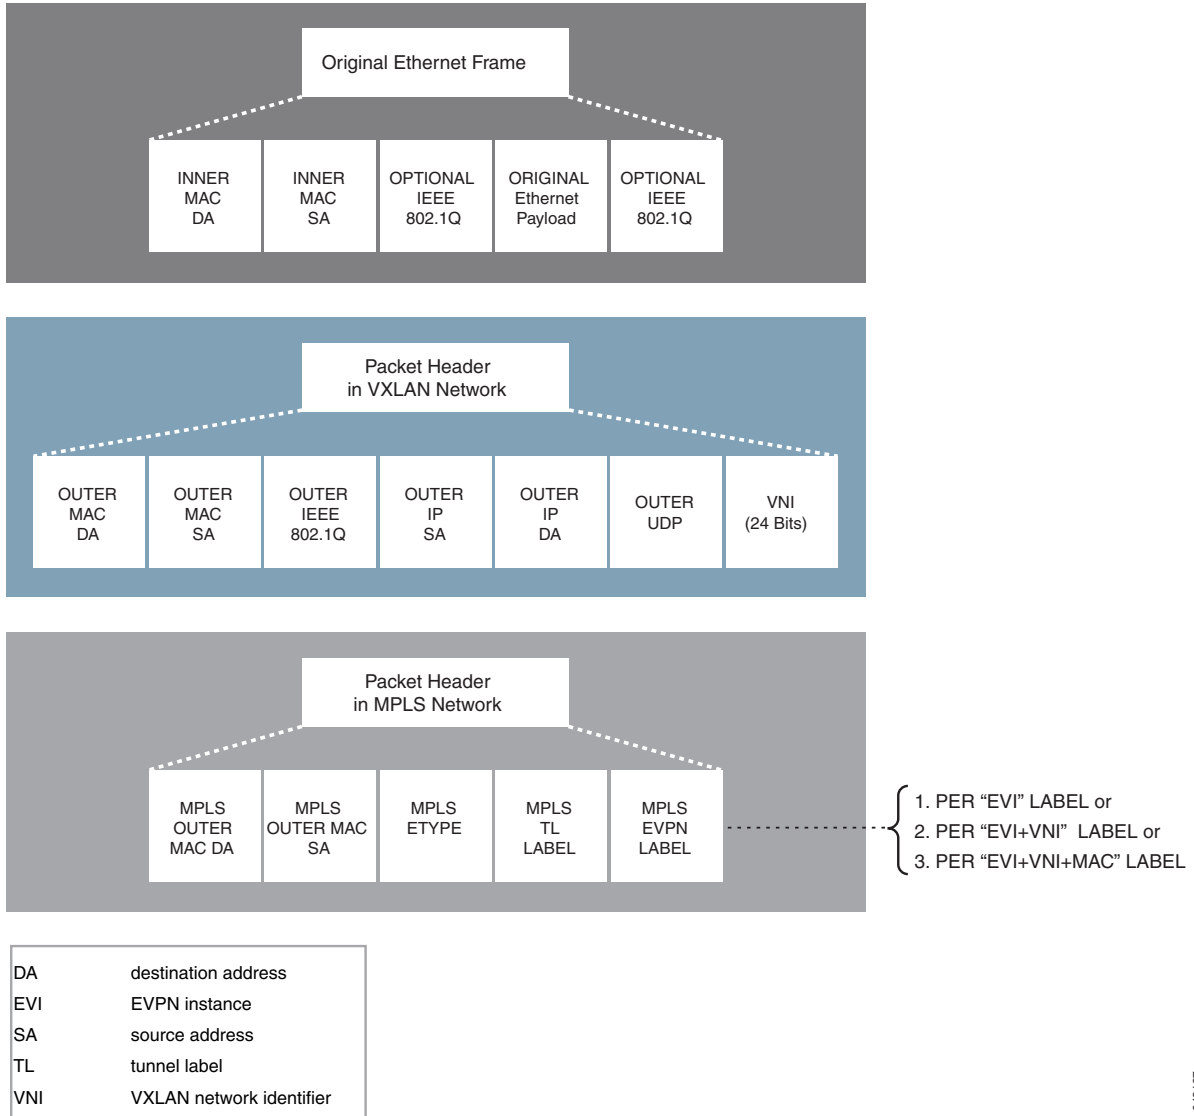 Original Ethernet Frame
INNER
MAC
DA
INNER
MAC
SA
OPTIONAL
IEEE
802.1Q
ORIGINAL
Ethernet
Payload
OPTIONAL
IEEE
802.1Q
Packet Header
in VXLAN Network
OUTER
MAC
DA
OUTER
MAC
SA
OUTER
IEEE
802.1Q
OUTER
IP
SA
OUTER
IP
DA
OUTER
UDP
VNI
(24 Bits)
Packet Header
in MPLS Network
MPLS
OUTER
MAC DA
MPLS
OUTER MAC
SA
MPLS
ETYPE
MPLS
TL
LABEL
MPLS
EVPN
LABEL
1. PER “EVI” LABEL or
2. PER “EVI+VNI” LABEL or
3. PER “EVI+VNI+MAC” LABEL
DA destination address
EVI EVPN instance
SA source address
TL tunnel label
VNI VXLAN network identifier